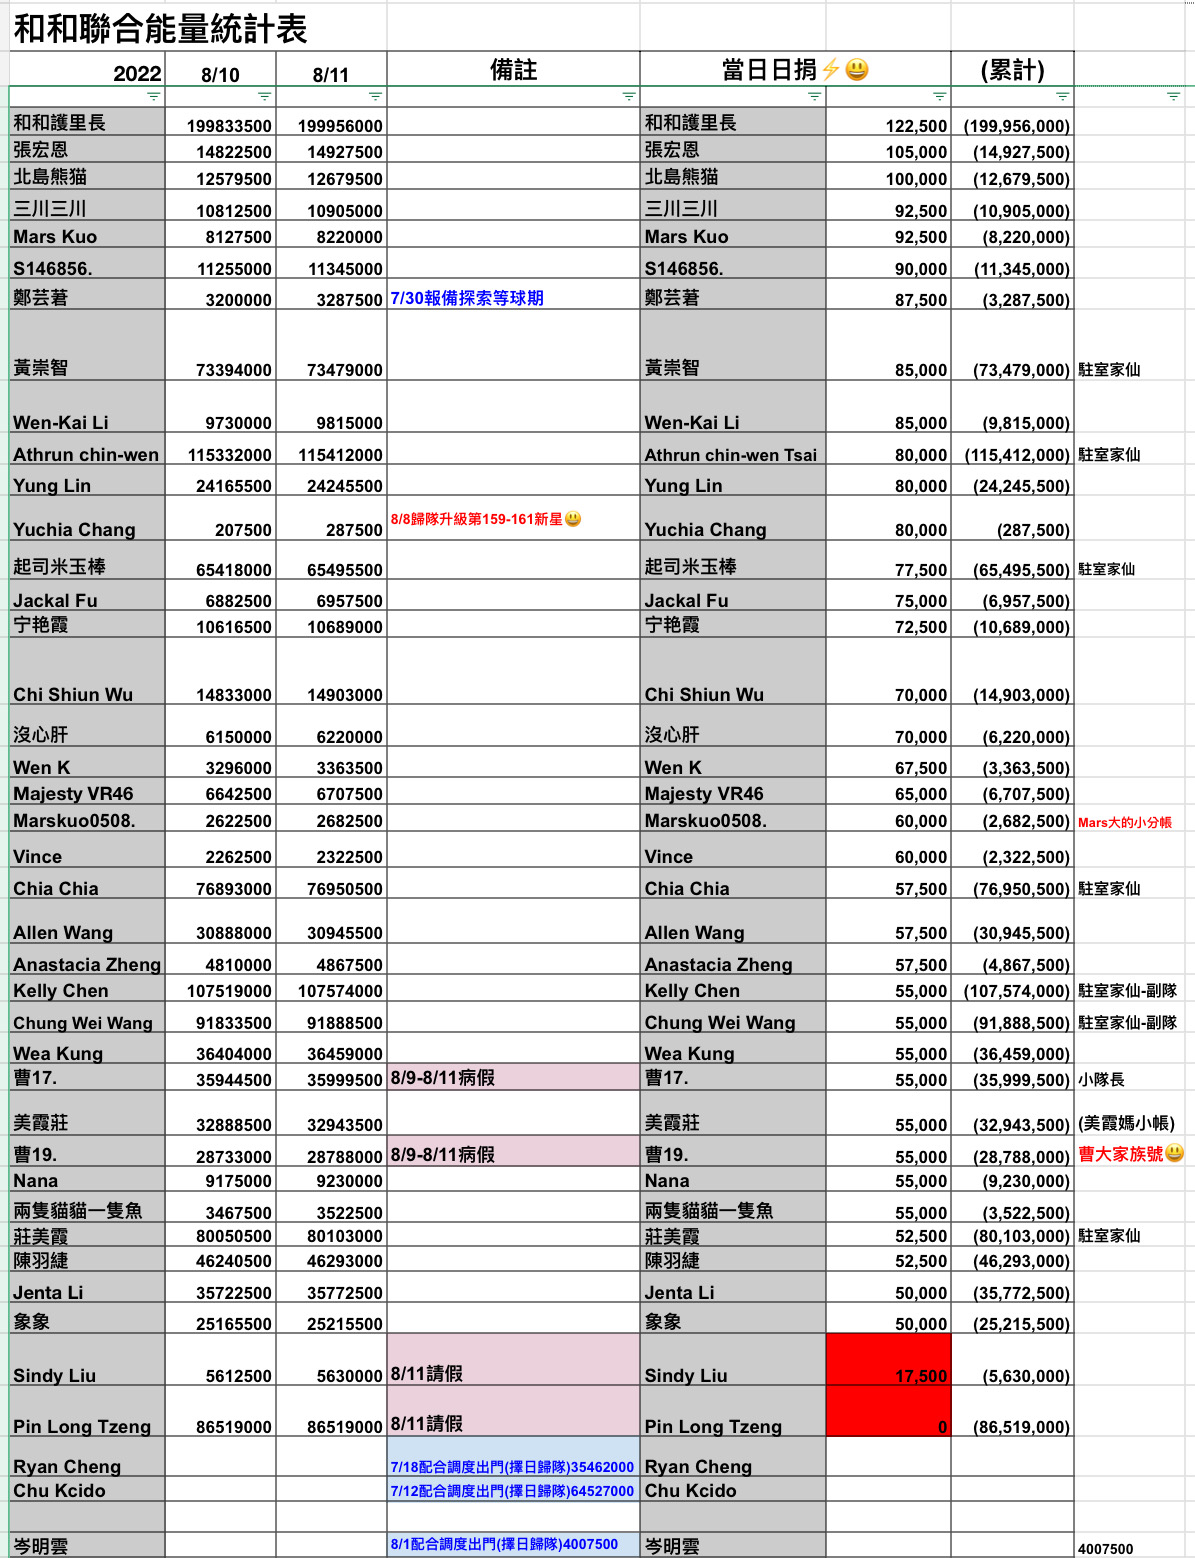 和和聯合能量統計表
2022 8/10 8/11 備註 當日日捐⚡😃 (累計)
和和護里長 199833500 199956000 和和護里長 122,500 (199,956,000)
張宏恩 14822500 14927500 張宏恩 105,000 (14,927,500)
北島熊猫 12579500 12679500 北島熊猫 100,000 (12,679,500)
三川三川 10812500 10905000 三川三川 92,500 (10,905,000)
Mars Kuo 8127500 8220000 Mars Kuo 92,500 (8,220,000)
S146856. 11255000 11345000 S146856. 90,000 (11,345,000)
鄭芸著 3200000 3287500 7/30報備探索等球期 鄭芸著 87,500 (3,287,500)
黃崇智 73394000 73479000 黃崇智 85,000 (73,479,000) 駐室家仙
Wen-Kai Li 9730000 9815000 Wen-Kai Li 85,000 (9,815,000)
Athrun chin-wen 115332000 115412000 Athrun chin-wen Tsai 80,000 (115,412,000) 駐室家仙
Yung Lin 24165500 24245500 Yung Lin 80,000 (24,245,500)
Yuchia Chang 207500 287500 8/8歸隊升級第159-161新星😃 Yuchia Chang 80,000 (287,500)
起司米玉棒 65418000 65495500 起司米玉棒 77,500 (65,495,500) 駐室家仙
Jackal Fu 6882500 6957500 Jackal Fu 75,000 (6,957,500)
宁艳霞 10616500 10689000 宁艳霞 72,500 (10,689,000)
Chi Shiun Wu 14833000 14903000 Chi Shiun Wu 70,000 (14,903,000)
沒心肝 6150000 6220000 沒心肝 70,000 (6,220,000)
Wen K 3296000 3363500 Wen K 67,500 (3,363,500)
Majesty VR46 6642500 6707500 Majesty VR46 65,000 (6,707,500)
Marskuo0508. 2622500 2682500 Marskuo0508. 60,000 (2,682,500) Mars大的小分帳
Vince 2262500 2322500 Vince 60,000 (2,322,500)
Chia Chia 76893000 76950500 Chia Chia 57,500 (76,950,500) 駐室家仙
Allen Wang 30888000 30945500 Allen Wang 57,500 (30,945,500)
Anastacia Zheng 4810000 4867500 Anastacia Zheng 57,500 (4,867,500)
Kelly Chen 107519000 107574000 Kelly Chen 55,000 (107,574,000) 駐室家仙-副隊
Chung Wei Wang 91833500 91888500 Chung Wei Wang 55,000 (91,888,500) 駐室家仙-副隊
Wea Kung 36404000 36459000 Wea Kung 55,000 (36,459,000)
曹17. 35944500 35999500 8/9-8/11病假 曹17. 55,000 (35,999,500) 小隊長
美霞莊 32888500 32943500 美霞莊 55,000 (32,943,500) (美霞媽小帳)
曹19. 28733000 28788000 8/9-8/11病假 曹19. 55,000 (28,788,000) 曹大家族號😃
Nana 9175000 9230000 Nana 55,000 (9,230,000)
兩隻貓貓一隻魚 3467500 3522500 兩隻貓貓一隻魚 55,000 (3,522,500)
莊美霞 80050500 80103000 莊美霞 52,500 (80,103,000) 駐室家仙
陳羽緁 46240500 46293000 陳羽緁 52,500 (46,293,000)
Jenta Li 35722500 35772500 Jenta Li 50,000 (35,772,500)
象象 25165500 25215500 象象 50,000 (25,215,500)
Sindy Liu 5612500 5630000 8/11請假 Sindy Liu 17,500 (5,630,000)
Pin Long Tzeng 86519000 86519000 8/11請假 Pin Long Tzeng 0 (86,519,000)
Ryan Cheng 7/18配合調度出門(擇日歸隊)35462000 Ryan Cheng
Chu Kcido 7/12配合調度出門(擇日歸隊)64527000 Chu Kcido
岑明雲 8/1配合調度出門(擇日歸隊)4007500 岑明雲 4007500